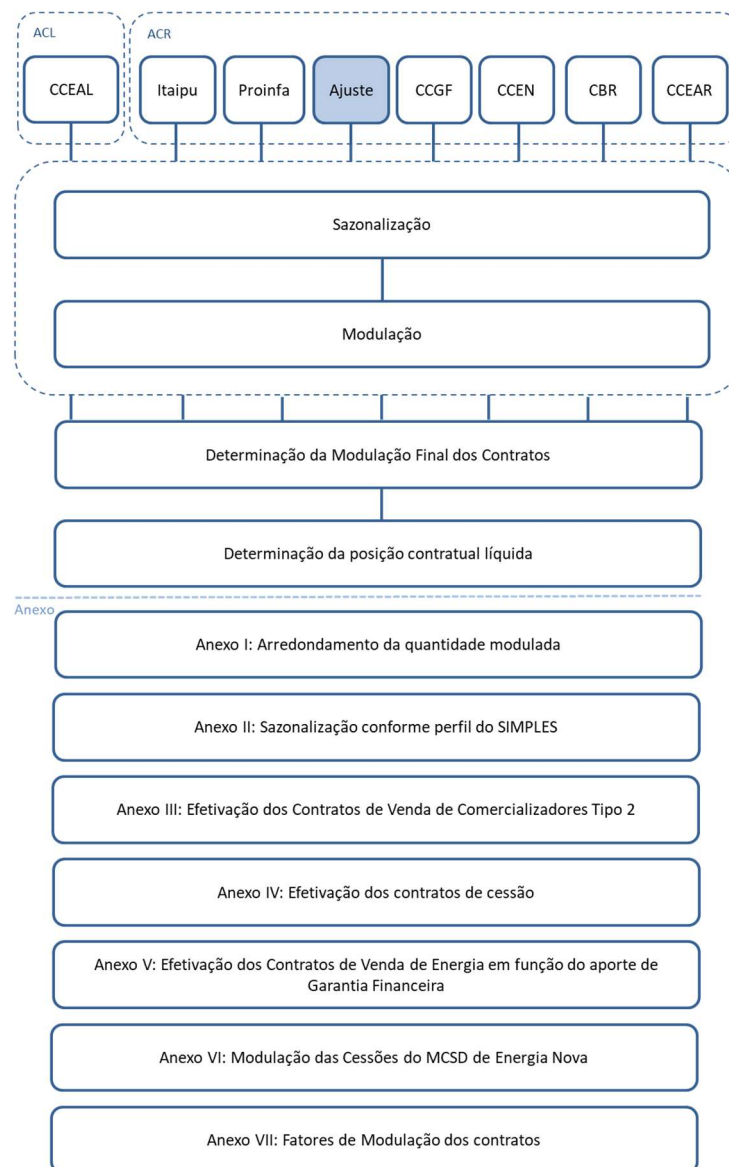 ACL
ACR
CCEAL
Itaipu
Proinfa
Ajuste
CCGF
CCEN
CBR
CCEAR
Sazonalização
Modulação
Determinação da Modulação Final dos Contratos
Determinação da posição contratual líquida
Anexo
Anexo I: Arredondamento da quantidade modulada
Anexo II: Sazonalização conforme perfil do SIMPLES
Anexo III: Efetivação dos Contratos de Venda de Comercializadores Tipo 2
Anexo IV: Efetivação dos contratos de cessão
Anexo V: Efetivação dos Contratos de Venda de Energia em função do aporte de
Garantia Financeira
Anexo VI: Modulação das Cessões do MCSD de Energia Nova
Anexo VII: Fatores de Modulação dos contratos